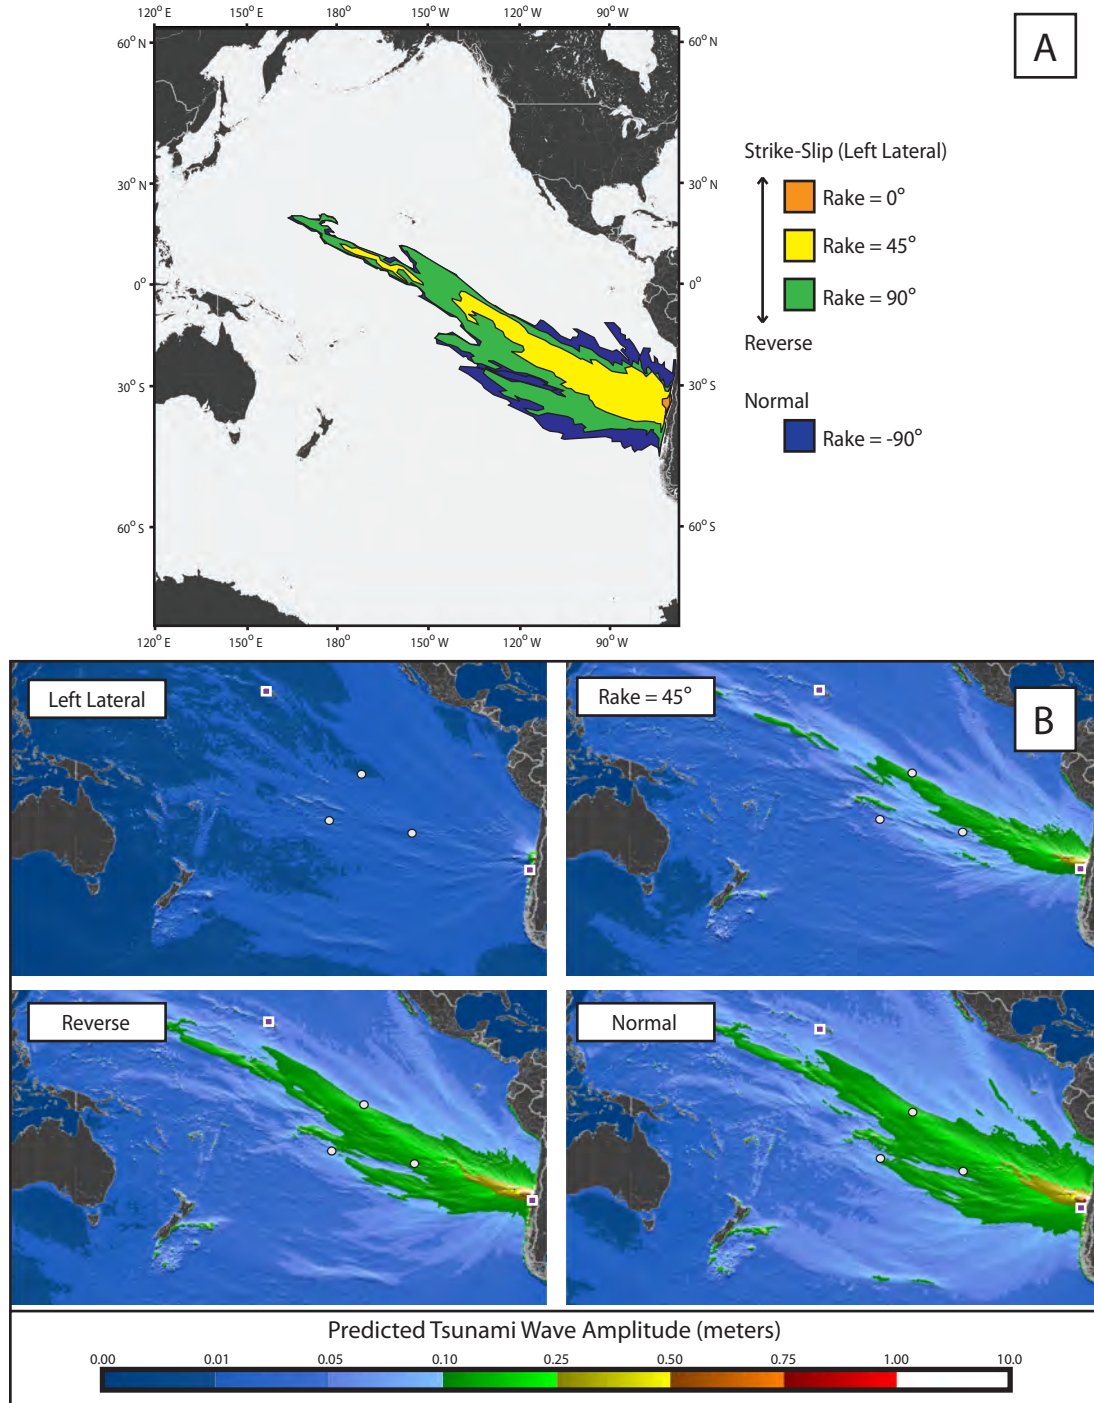 120° E 150° E 180° 150° W 120° W 90° W
60° N 60° N
A
Strike-Slip (Left Lateral)
Rake = 0°
30° N 30° N
Rake = 45°
0° 0°
Rake = 90°
Reverse
30° S 30° S
Normal
Rake = -90°
60° S 60° S
120° E 150° E 180° 150° W 120° W 90° W
Left Lateral
Rake = 45°
B
Reverse
Normal
Predicted Tsunami Wave Amplitude (meters)
0.00 0.01 0.05 0.10 0.25 0.50 0.75 1.00 10.0